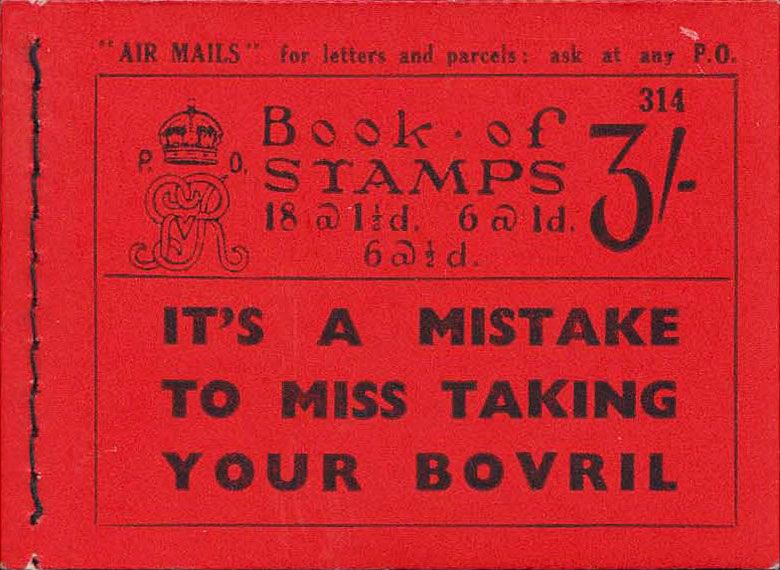 "AIR MAILS" for letters and parcels: ask at any P.O.
314
P. O.
Book · of
STAMPS
3/-
18 @ 1½d. 6 @ 1d.
6 @ ½d.
IT'S A MISTAKE
TO MISS TAKING
YOUR BOVRIL